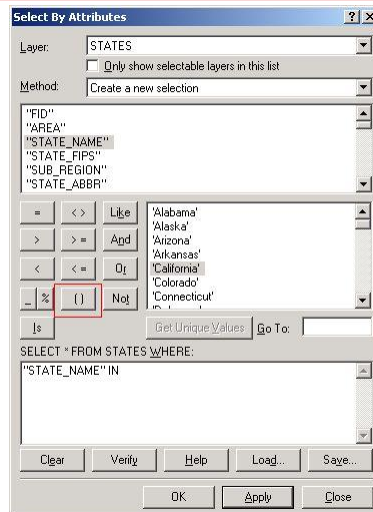 Select By Attributes
Layer: STATES
Only show selectable layers in this list
Method: Create a new selection
"FID"
"AREA"
"STATE_NAME"
"STATE_FIPS"
"SUB_REGION"
"STATE_ABBR"
= < > Like
> > = And
< < = Or
_ % ( ) Not
Is
'Alabama'
'Alaska'
'Arizona'
'Arkansas'
'California'
'Colorado'
'Connecticut'
Get Unique Values Go To:
SELECT * FROM STATES WHERE:
"STATE_NAME" IN
Clear Verify Help Load... Save...
OK Apply Close